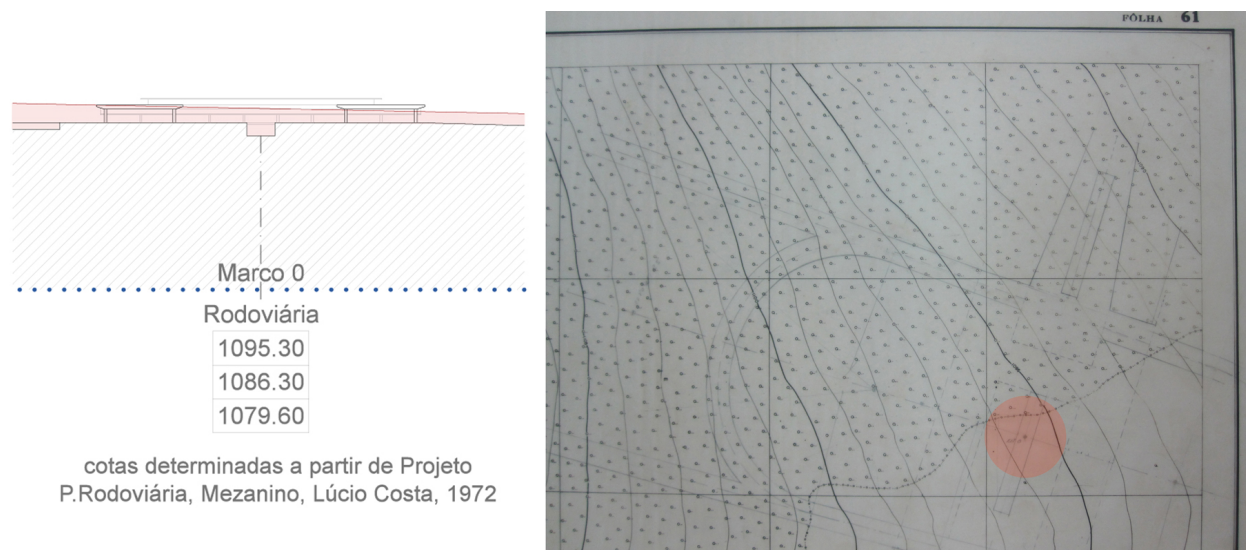 FÔLHA 61
Marco 0
Rodoviária
1095.30
1086.30
1079.60
cotas determinadas a partir de Projeto
P.Rodoviária, Mezanino, Lúcio Costa, 1972